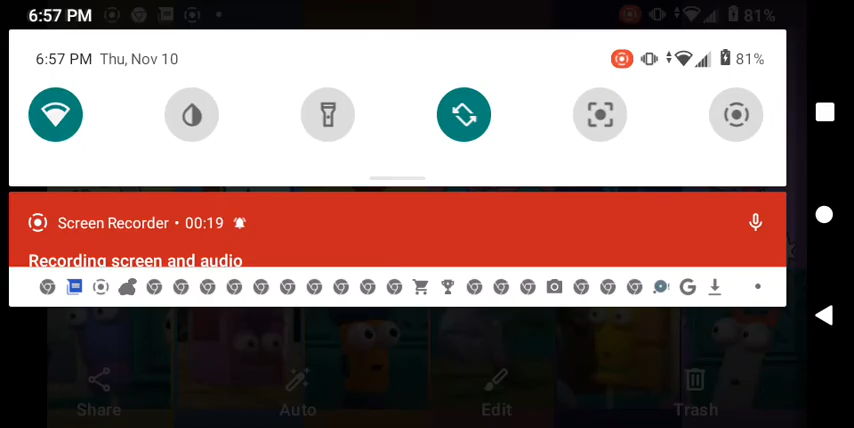 6:57 PM
81%
6:57 PM Thu, Nov 10
81%
Screen Recorder • 00:19
Recording screen and audio
Share
Auto
Edit
Trash